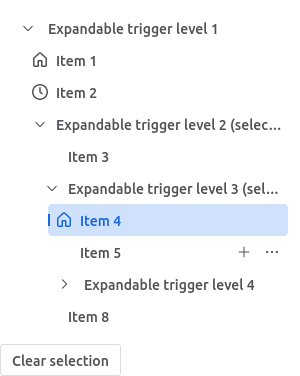 Expandable trigger level 1
Item 1
Item 2
Expandable trigger level 2 (selec...
Item 3
Expandable trigger level 3 (sel...
Item 4
Item 5
Expandable trigger level 4
Item 8
Clear selection